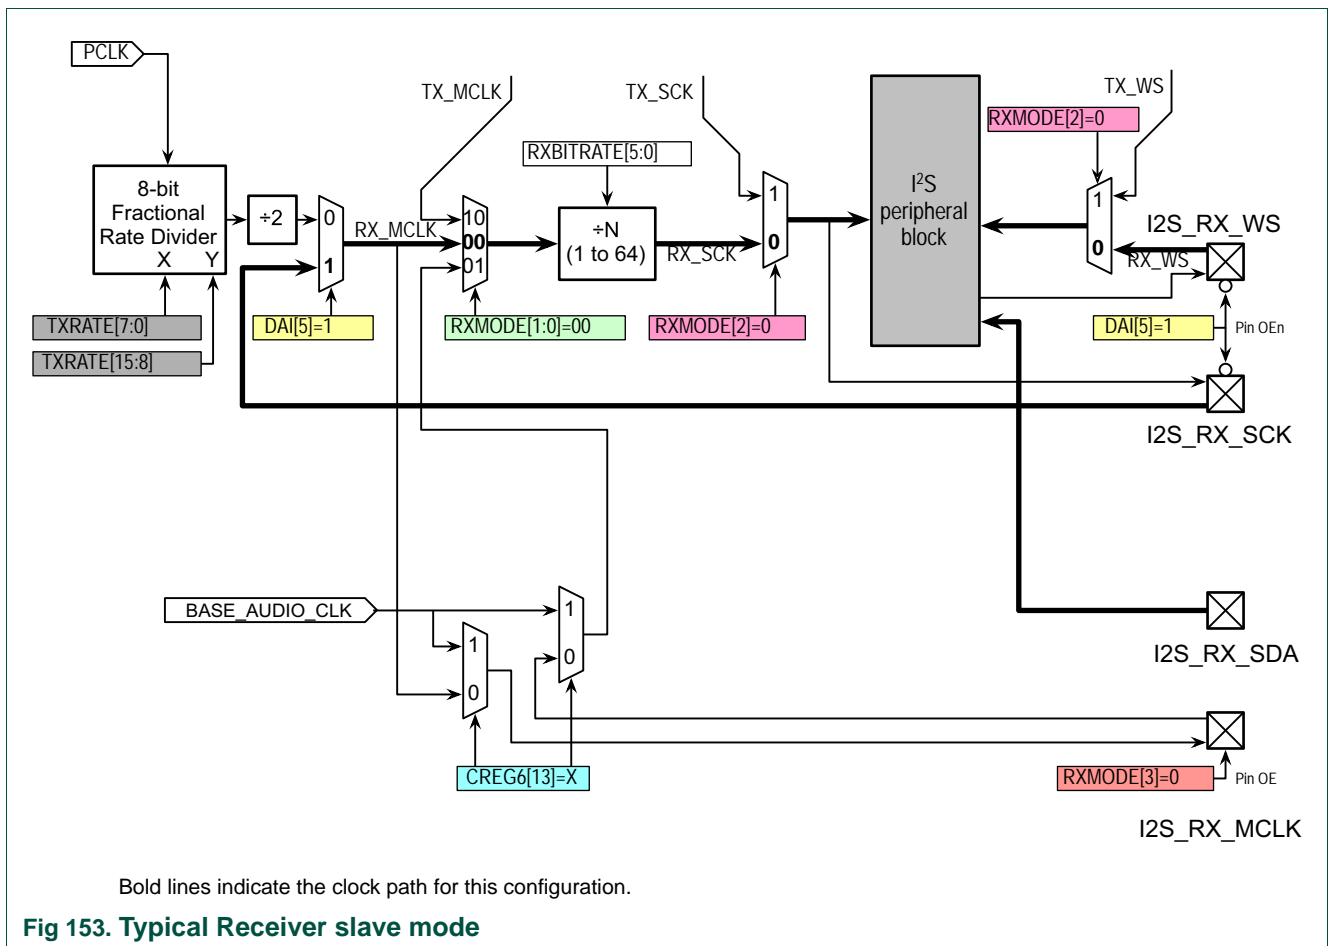 PCLK
TX_MCLK
TX_SCK
TX_WS
RXMODE[2]=0
RXBITRATE[5:0]
8-bit
Fractional
Rate Divider
X Y
÷2
0
1
RX_MCLK
10
00
01
÷N
(1 to 64)
RX_SCK
1
0
I²S
peripheral
block
1
0
I2S_RX_WS
RX_WS
TXRATE[7:0]
DAI[5]=1
RXMODE[1:0]=00
RXMODE[2]=0
DAI[5]=1
Pin OEn
TXRATE[15:8]
I2S_RX_SCK
BASE_AUDIO_CLK
1
0
1
0
I2S_RX_SDA
CREG6[13]=X
RXMODE[3]=0
Pin OE
I2S_RX_MCLK
Bold lines indicate the clock path for this configuration.
Fig 153. Typical Receiver slave mode